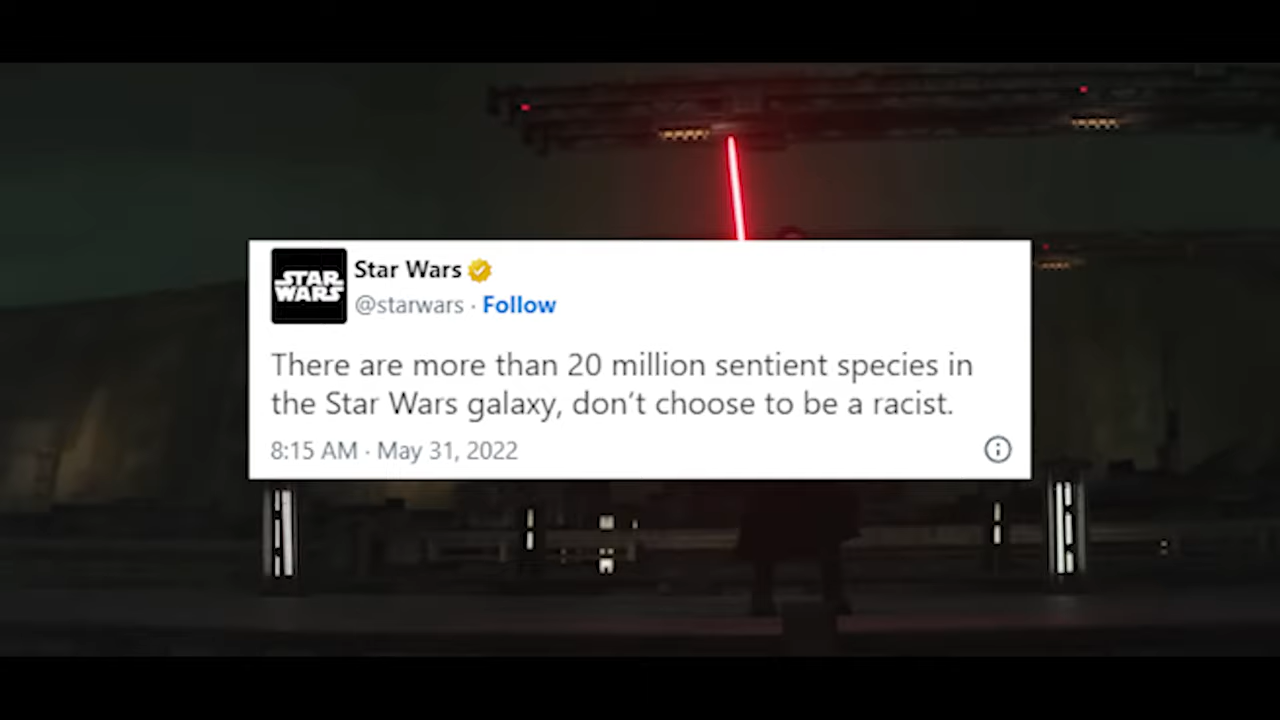 STAR
WARS
Star Wars
@starwars · Follow
There are more than 20 million sentient species in
the Star Wars galaxy, don’t choose to be a racist.
8:15 AM · May 31, 2022